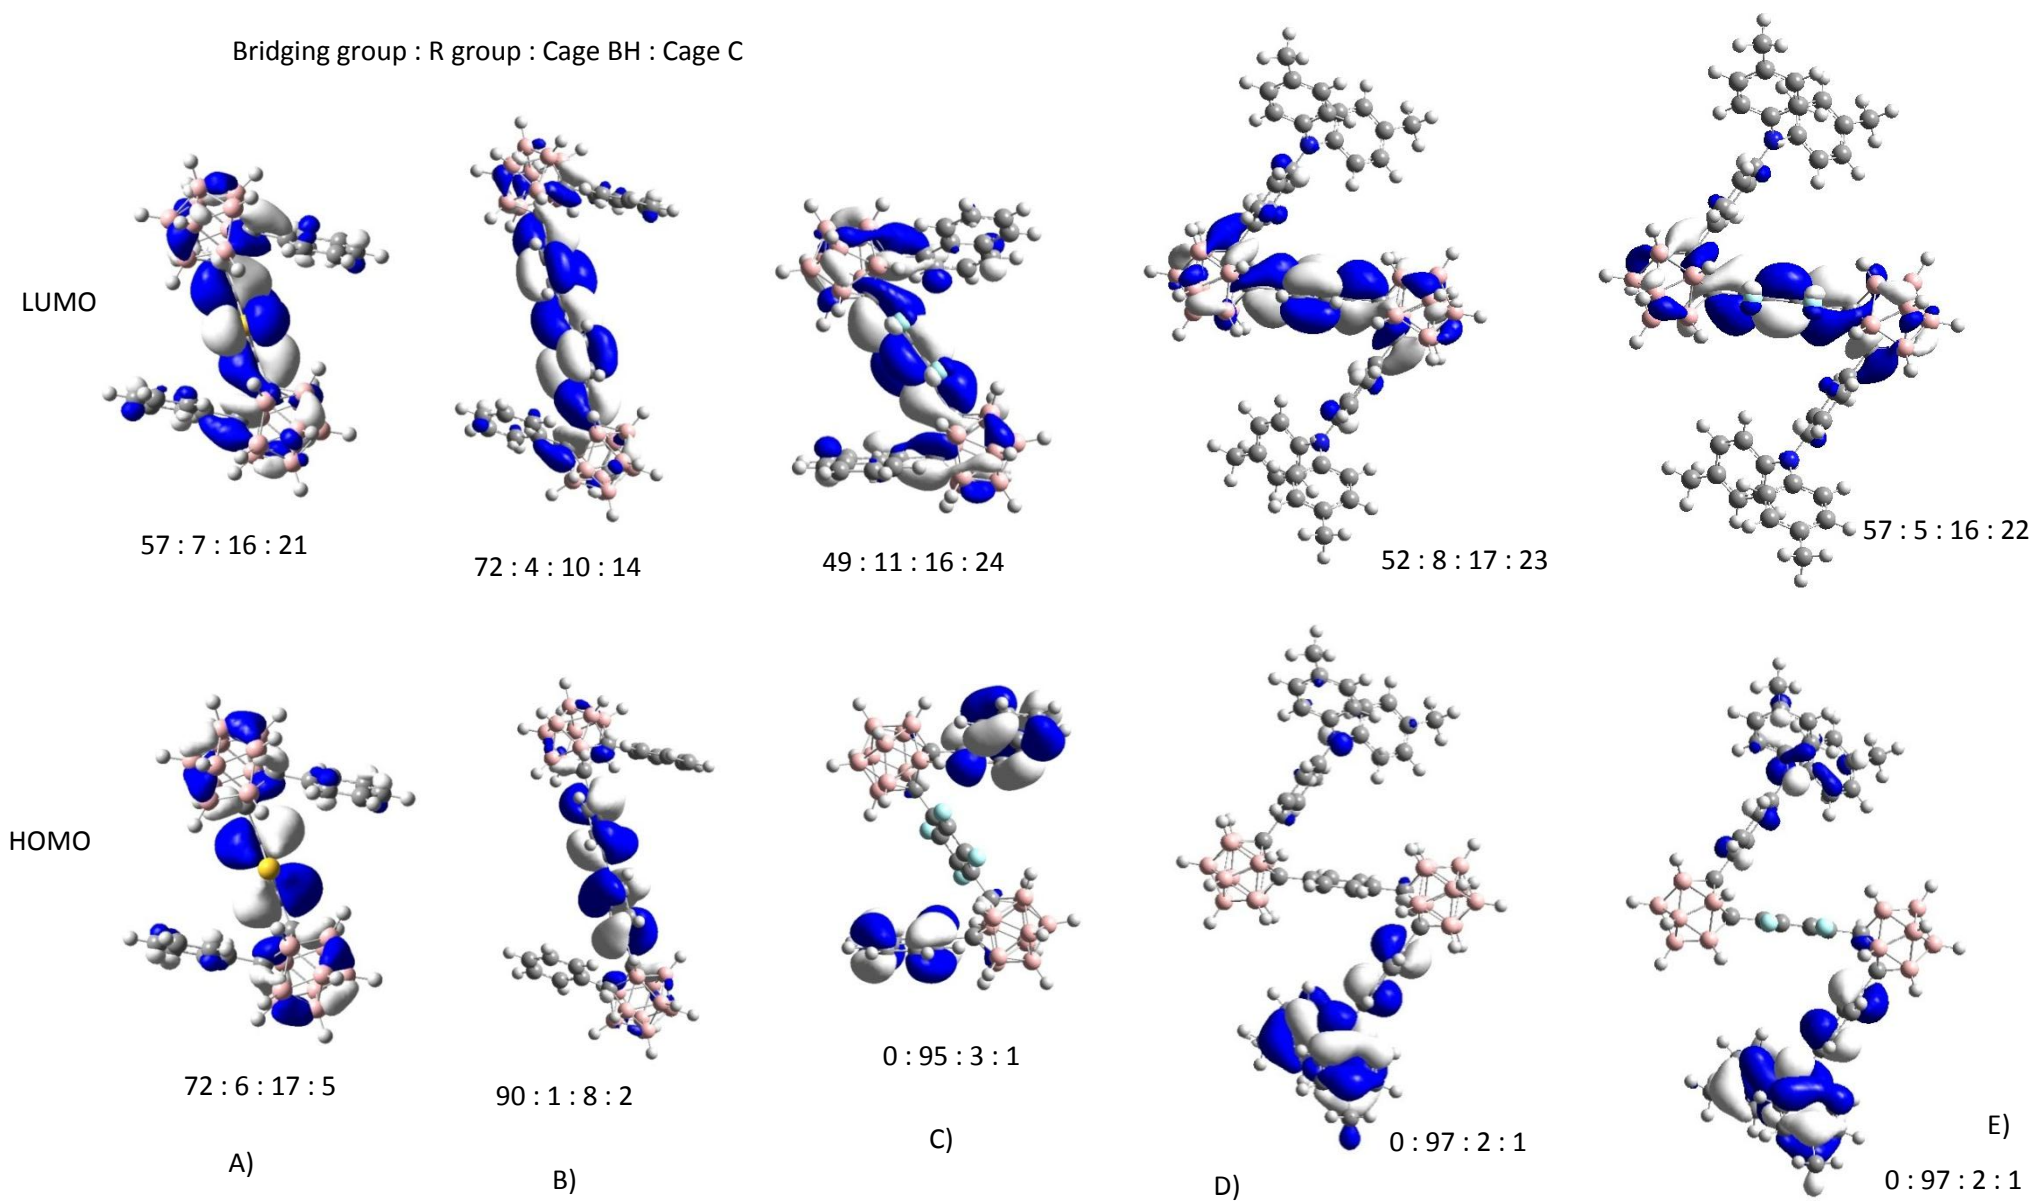 Bridging group : R group : Cage BH : Cage C
LUMO
57 : 7 : 16 : 21
72 : 4 : 10 : 14
49 : 11 : 16 : 24
52 : 8 : 17 : 23
57 : 5 : 16 : 22
HOMO
72 : 6 : 17 : 5
90 : 1 : 8 : 2
0 : 95 : 3 : 1
0 : 97 : 2 : 1
0 : 97 : 2 : 1
A)
B)
C)
D)
E)